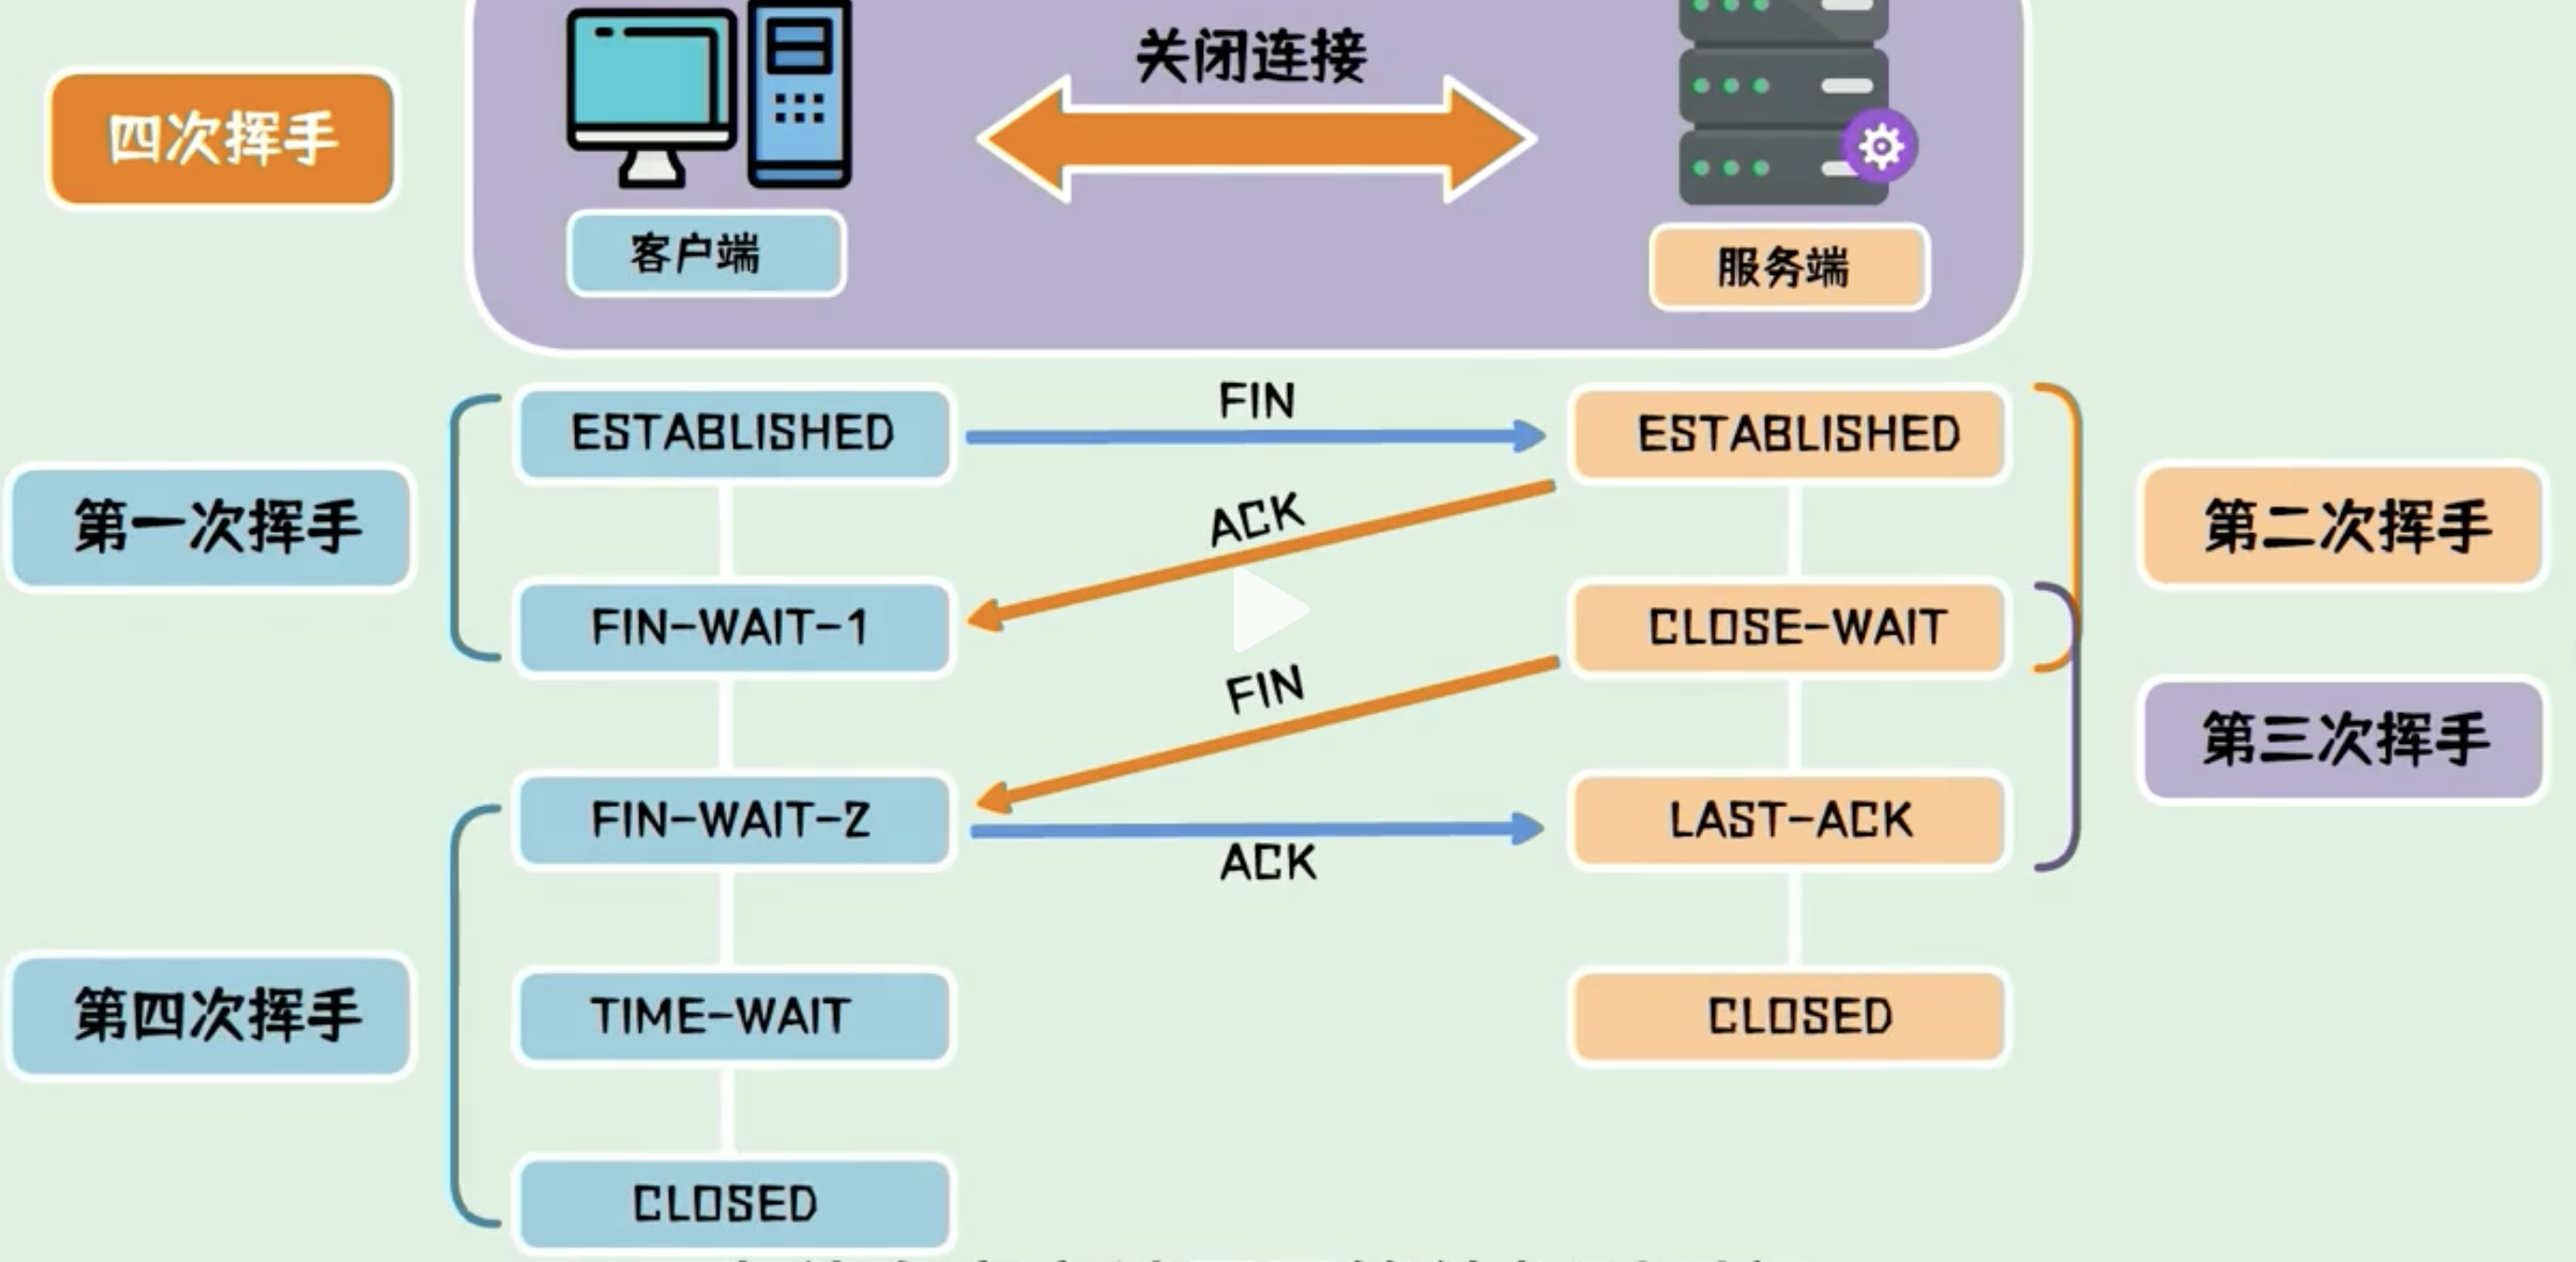 关闭连接
四次挥手
客户端
服务端
FIN
ESTABLISHED
ESTABLISHED
ACK
第一次挥手
第二次挥手
FIN-WAIT-1
CLOSE-WAIT
FIN
第三次挥手
FIN-WAIT-2
LAST-ACK
ACK
第四次挥手
TIME-WAIT
CLOSED
CLOSED